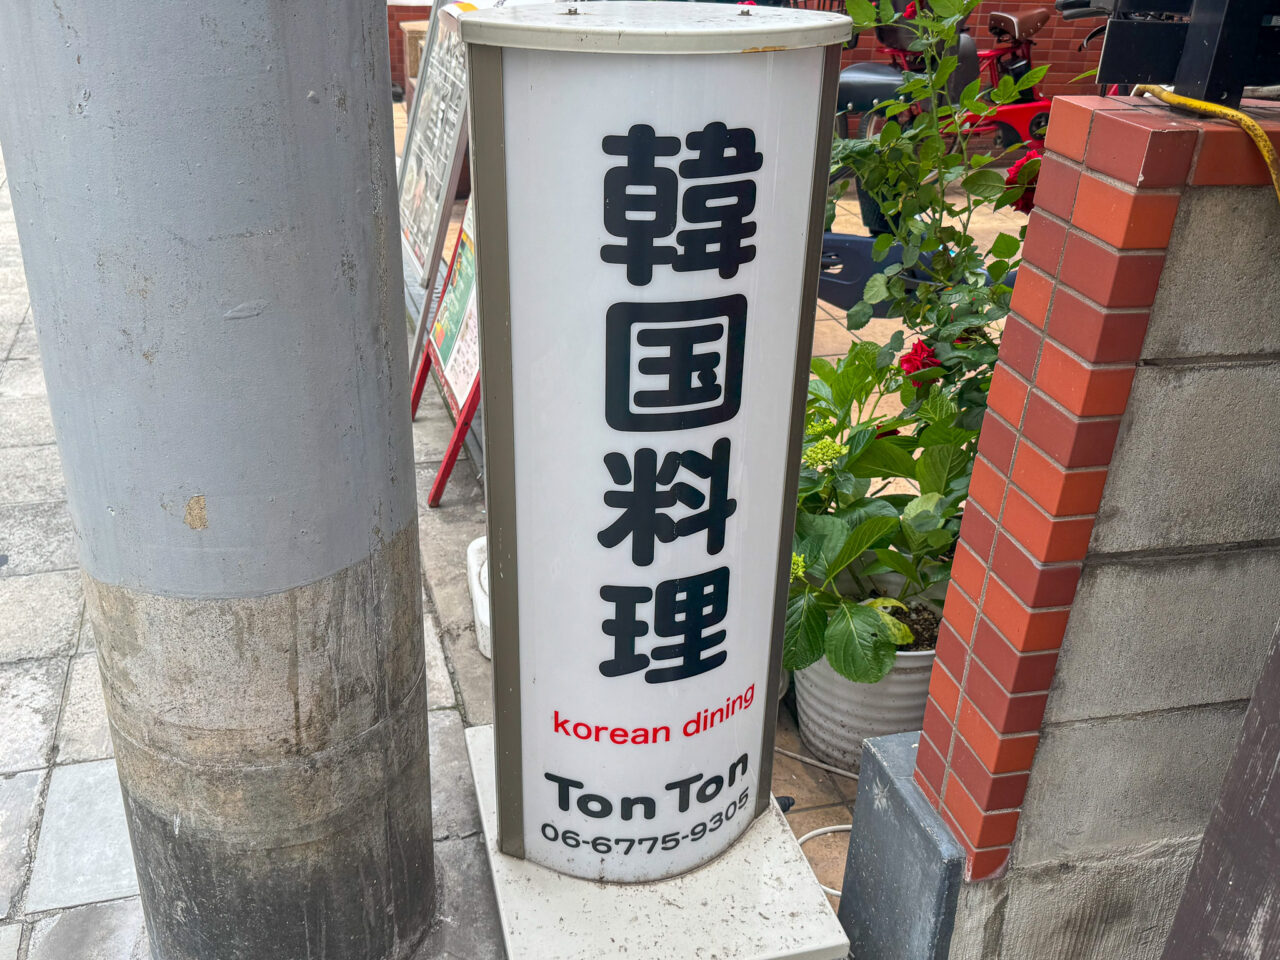 韓国料理
korean dining
Ton Ton
06-6775-9305